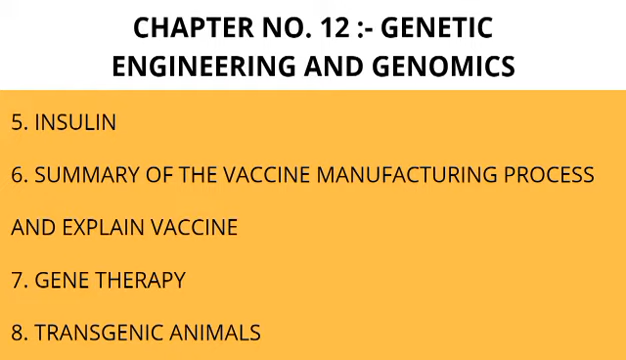 CHAPTER NO. 12 :- GENETIC
ENGINEERING AND GENOMICS
5. INSULIN
6. SUMMARY OF THE VACCINE MANUFACTURING PROCESS
AND EXPLAIN VACCINE
7. GENE THERAPY
8. TRANSGENIC ANIMALS